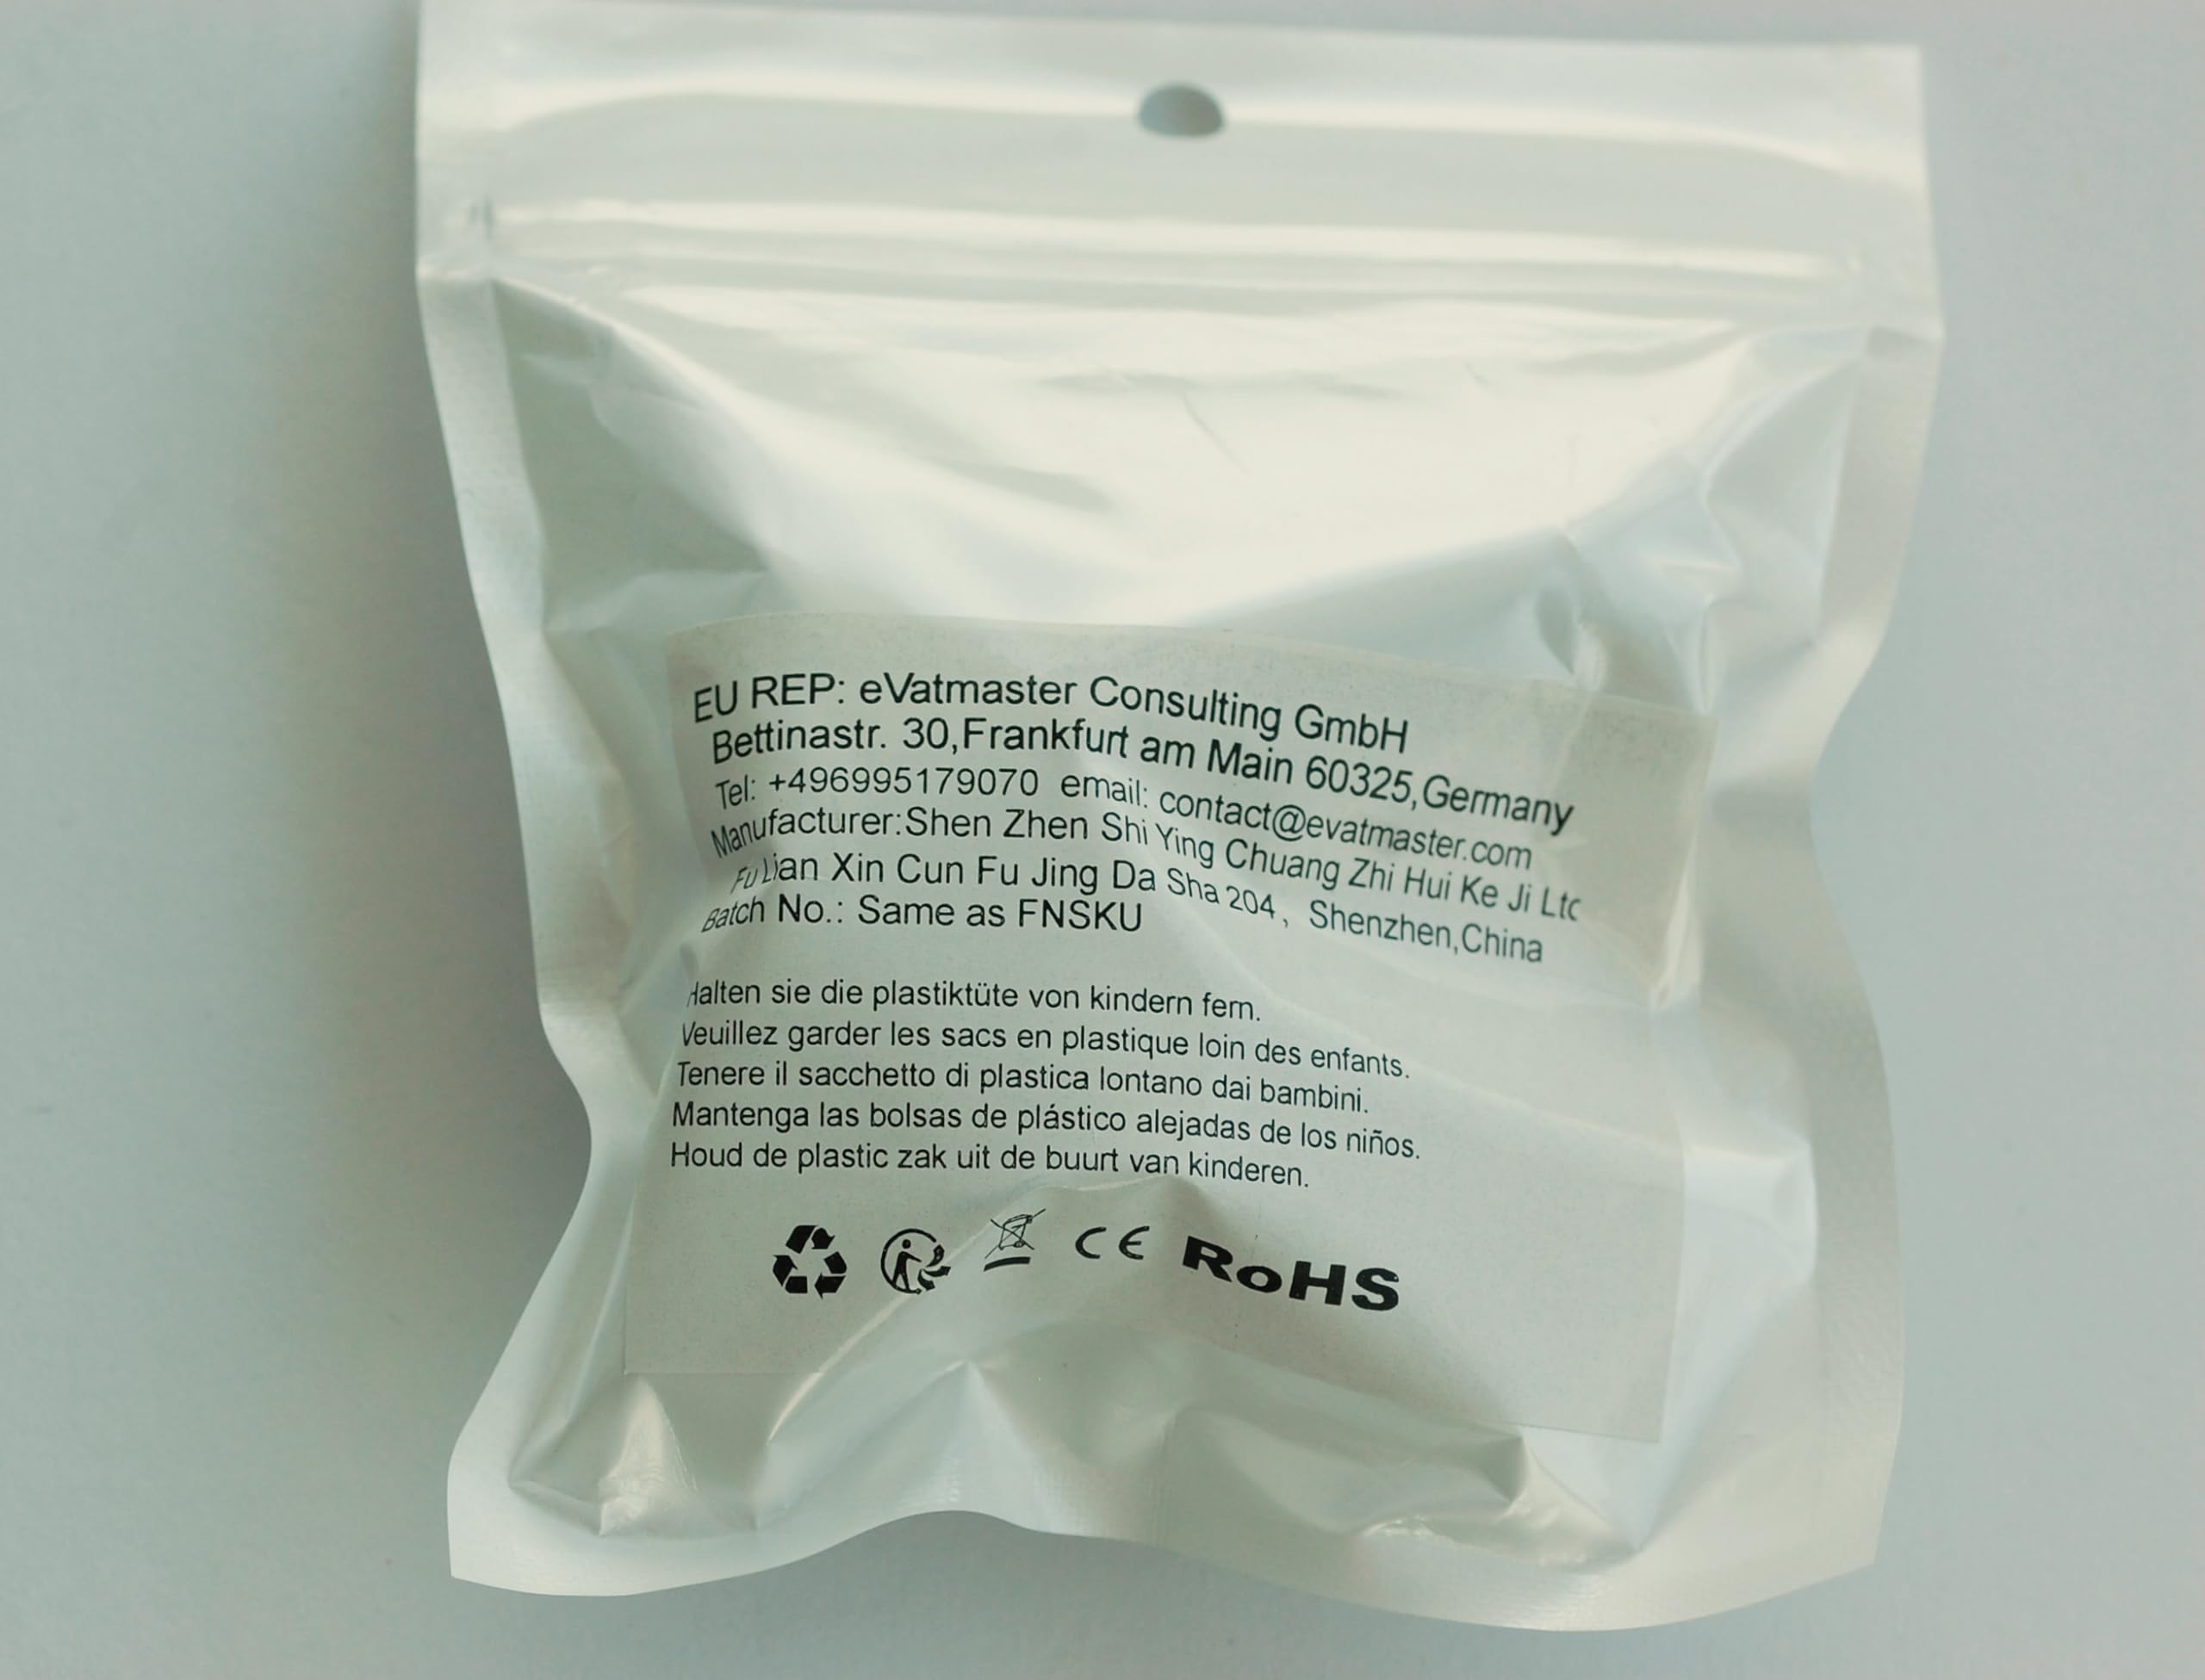 EU REP: eVatmaster Consulting GmbH
Bettinastr. 30,Frankfurt am Main 60325,Germany
Tel: +496995179070 email: contact@evatmaster.com
Manufacturer:Shen Zhen Shi Ying Chuang Zhi Hui Ke Ji Ltc
Fu Lian Xin Cun Fu Jing Da Sha 204, Shenzhen,China
Batch No.: Same as FNSKU
Halten sie die plastiktüte von kindern fern.
Veuillez garder les sacs en plastique loin des enfants.
Tenere il sacchetto di plastica lontano dai bambini.
Mantenga las bolsas de plástico alejadas de los niños.
Houd de plastic zak uit de buurt van kinderen.
CE RoHS